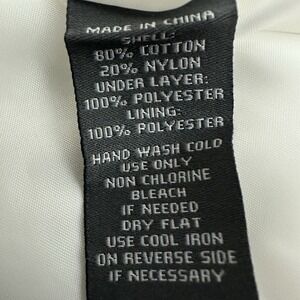 MADE IN CHINA
SHELL:
80% COTTON
20% NYLON
UNDER LAYER:
100% POLYESTER
LINING:
100% POLYESTER
HAND WASH COLD
USE ONLY
NON CHLORINE
BLEACH
IF NEEDED
DRY FLAT
USE COOL IRON
ON REVERSE SIDE
IF NECESSARY